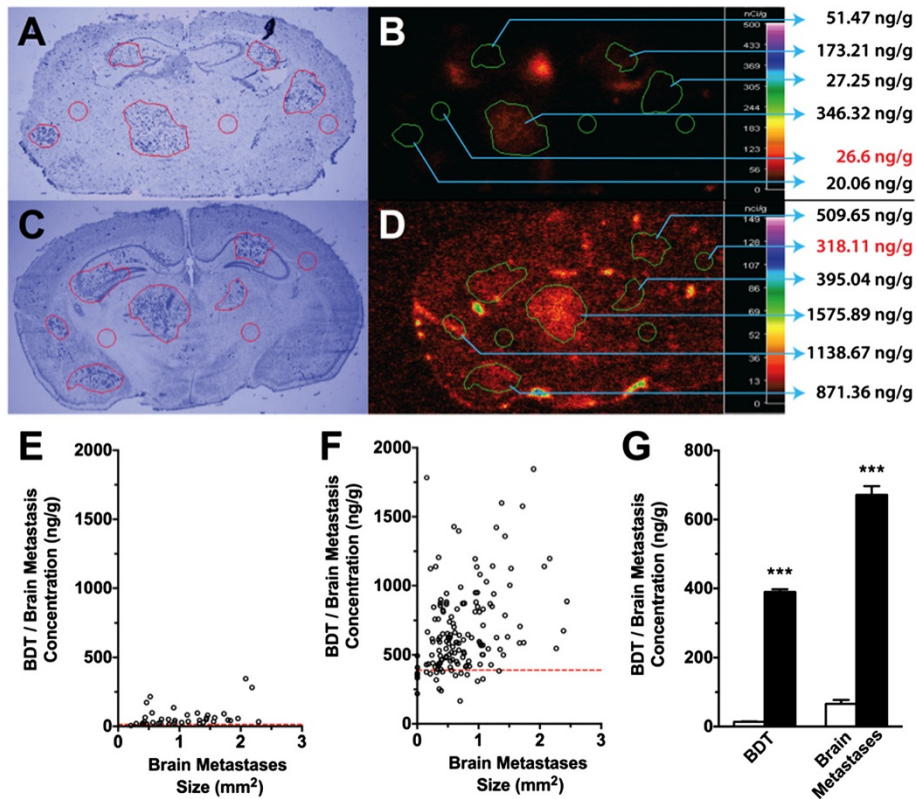 A
B
nCi/g
500
433
369
305
244
183
123
56
0
51.47 ng/g
173.21 ng/g
27.25 ng/g
346.32 ng/g
26.6 ng/g
20.06 ng/g
C
D
nCi/g
149
128
107
86
69
52
36
13
0
509.65 ng/g
318.11 ng/g
395.04 ng/g
1575.89 ng/g
1138.67 ng/g
871.36 ng/g
E
BDT / Brain Metastasis
Concentration (ng/g)
2000
1500
1000
500
0
0 1 2 3
Brain Metastases
Size (mm²)
F
BDT / Brain Metastasis
Concentration (ng/g)
2000
1500
1000
500
0
0 1 2 3
Brain Metastases
Size (mm²)
G
BDT / Brain Metastasis
Concentration (ng/g)
800
600
400
200
0
***
***
BDT
Brain
Metastases